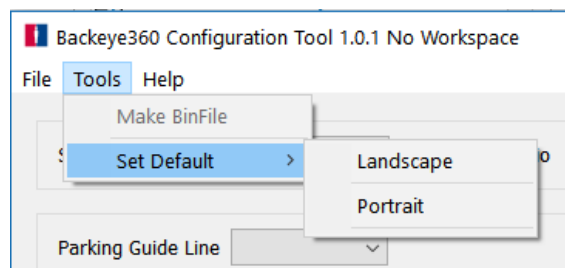 Backeye360 Configuration Tool 1.0.1 No Workspace
File Tools Help
Make BinFile
Set Default > Landscape
Portrait
Parking Guide Line